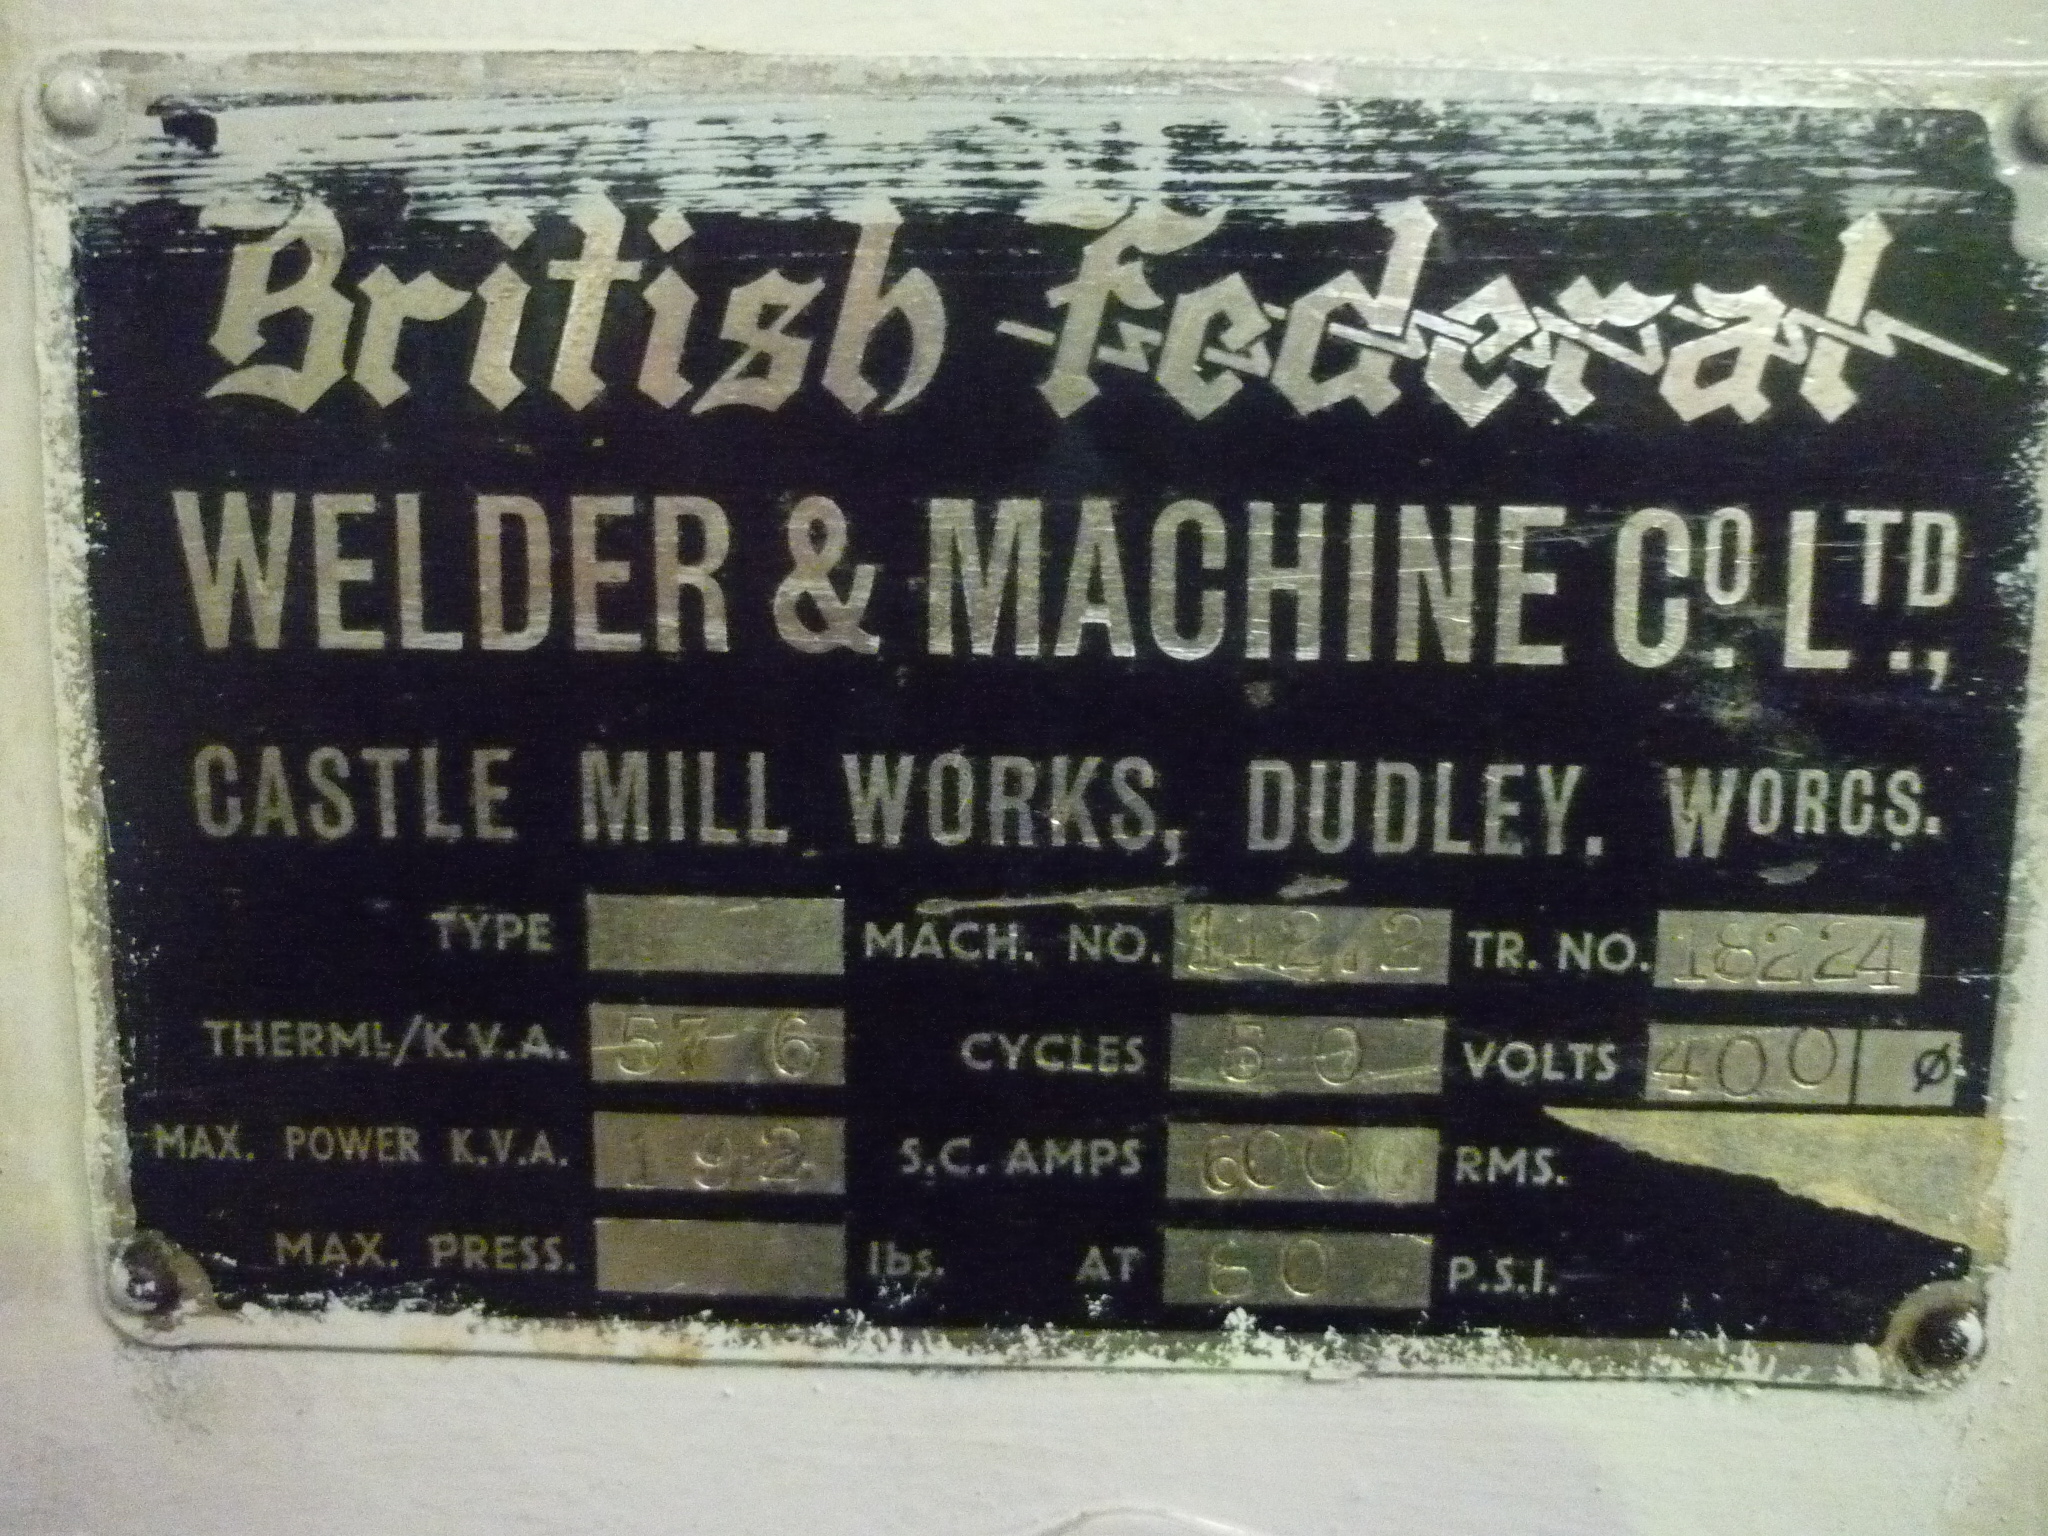 British Federal
WELDER & MACHINE CO. LTD.,
CASTLE MILL WORKS, DUDLEY. WORCS.
TYPE MACH. NO. TR. NO. 18224
THERML/K.V.A. 57 6 CYCLES 50 VOLTS 400 Ø
MAX. POWER K.V.A. 192 S.C. AMPS 6000 RMS.
MAX. PRESS. lbs. AT 60 P.S.I.